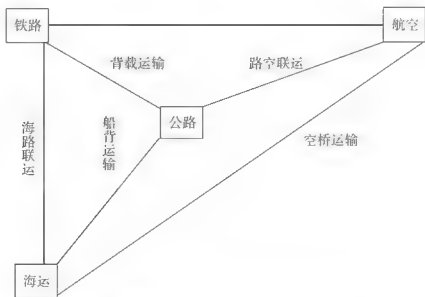 铁路
航空
背载运输
路空联运
公路
海路联运
船背运输
空桥运输
海运